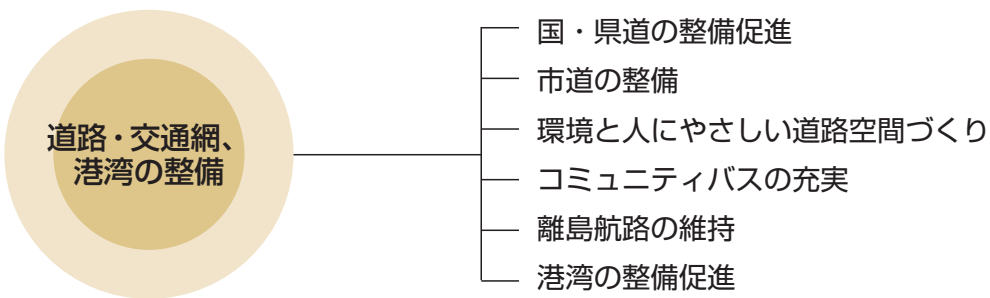 道路・交通網、
港湾の整備
国・県道の整備促進
市道の整備
環境と人にやさしい道路空間づくり
コミュニティバスの充実
離島航路の維持
港湾の整備促進